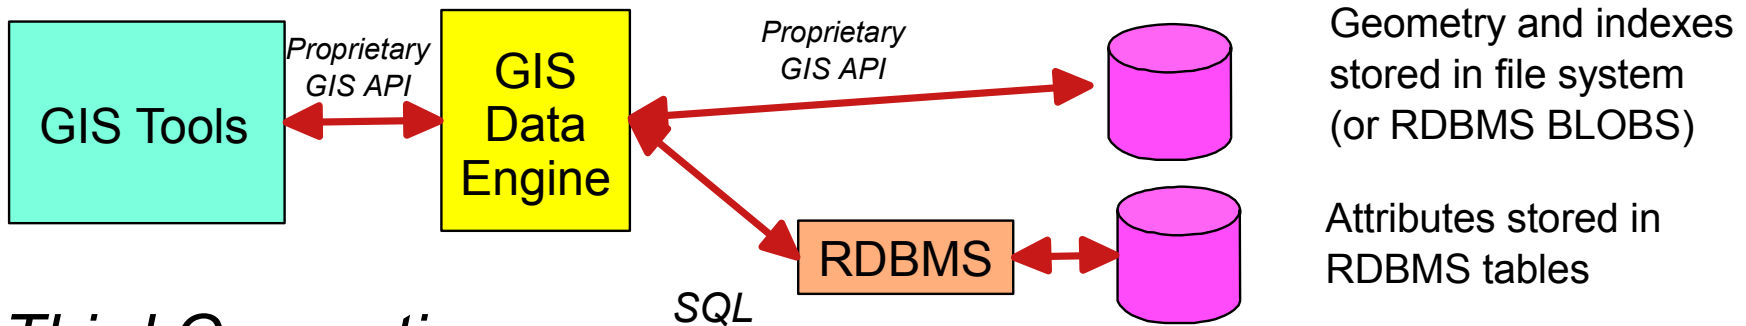 GIS Tools
Proprietary
GIS API
GIS
Data
Engine
Proprietary
GIS API
Geometry and indexes
stored in file system
(or RDBMS BLOBS)
RDBMS
Attributes stored in
RDBMS tables
SQL